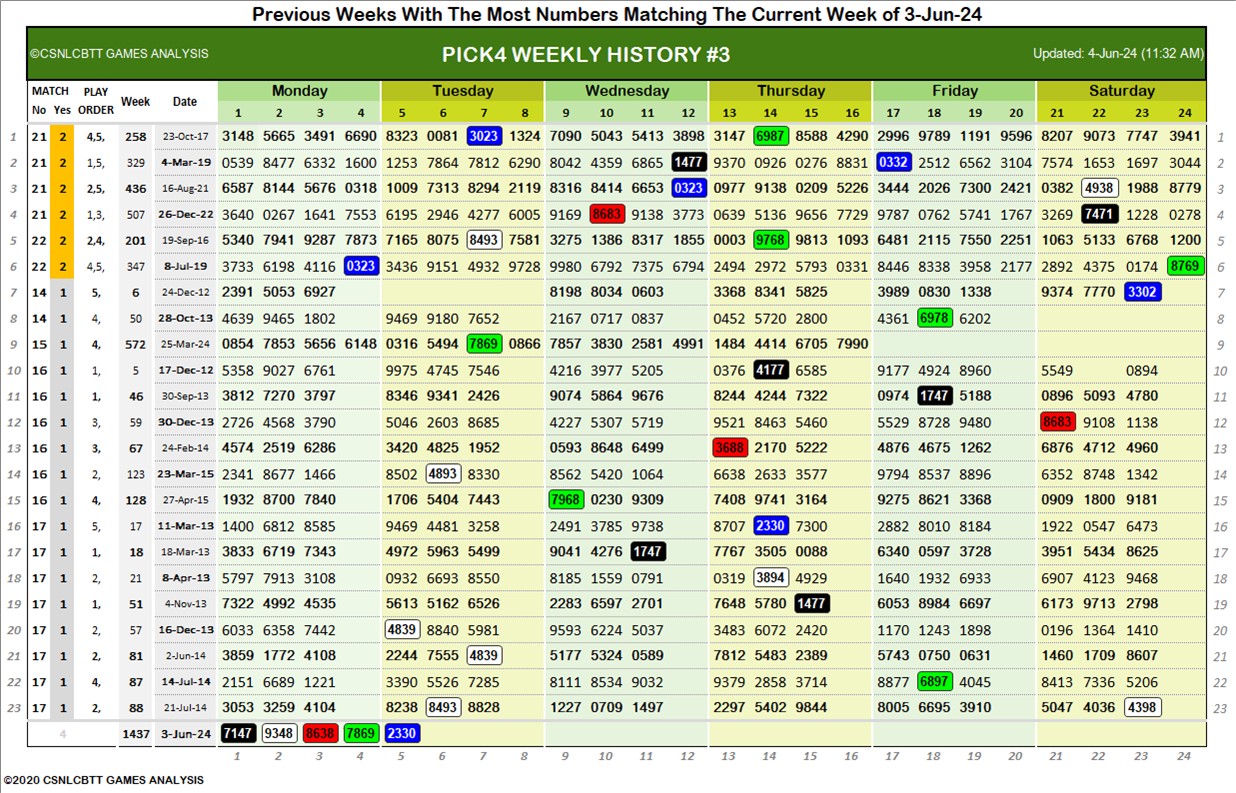 Previous Weeks With The Most Numbers Matching The Current Week of 3-Jun-24
©CSNLCBTT GAMES ANALYSIS PICK4 WEEKLY HISTORY #3 Updated: 4-Jun-24 (11:32 AM)
MATCH PLAY Week Date Monday Tuesday Wednesday Thursday Friday Saturday
No Yes ORDER 1 2 3 4 5 6 7 8 9 10 11 12 13 14 15 16 17 18 19 20 21 22 23 24
1 21 2 4,5, 258 23-Oct-17 3148 5665 3491 6690 8323 0081 3023 1324 7090 5043 5413 3898 3147 6987 8588 4290 2996 9789 1191 9596 8207 9073 7747 3941 1
2 21 2 1,5, 329 4-Mar-19 0539 8477 6332 1600 1253 7864 7812 6290 8042 4359 6865 1477 9370 0926 0276 8831 0332 2512 6562 3104 7574 1653 1697 3044 2
3 21 2 2,5, 436 16-Aug-21 6587 8144 5676 0318 1009 7313 8294 2119 8316 8414 6653 0323 0977 9138 0209 5226 3444 2026 7300 2421 0382 4938 1988 8779 3
4 21 2 1,3, 507 26-Dec-22 3640 0267 1641 7553 6195 2946 4277 6005 9169 8683 9138 3773 0639 5136 9656 7729 9787 0762 5741 1767 3269 7471 1228 0278 4
5 22 2 2,4, 201 19-Sep-16 5340 7941 9287 7873 7165 8075 8493 7581 3275 1386 8317 1855 0003 9768 9813 1093 6481 2115 7550 2251 1063 5133 6768 1200 5
6 22 2 4,5, 347 8-Jul-19 3733 6198 4116 0323 3436 9151 4932 9728 9980 6792 7375 6794 2494 2972 5793 0331 8446 8338 3958 2177 2892 4375 0174 8769 6
7 14 1 5, 6 24-Dec-12 2391 5053 6927 8198 8034 0603 3368 8341 5825 3989 0830 1338 9374 7770 3302 7
8 14 1 4, 50 28-Oct-13 4639 9465 1802 9469 9180 7652 2167 0717 0837 0452 5720 2800 4361 6978 6202 8
9 15 1 4, 572 25-Mar-24 0854 7853 5656 6148 0316 5494 7869 0866 7857 3830 2581 4991 1484 4414 6705 7990 9
10 16 1 1, 5 17-Dec-12 5358 9027 6761 9975 4745 7546 4216 3977 5205 0376 4177 6585 9177 4924 8960 5549 0894 10
11 16 1 1, 46 30-Sep-13 3812 7270 3797 8346 9341 2426 9074 5864 9676 8244 4244 7322 0974 1747 5188 0896 5093 4780 11
12 16 1 3, 59 30-Dec-13 2726 4568 3790 5046 2603 8685 4227 5307 5719 9521 8463 5460 5529 8728 9480 8683 9108 1138 12
13 16 1 3, 67 24-Feb-14 4574 2519 6286 3420 4825 1952 0593 8648 6499 3688 2170 5222 4876 4675 1262 6876 4712 4960 13
14 16 1 2, 123 23-Mar-15 2341 8677 1466 8502 4893 8330 8562 5420 1064 6638 2633 3577 9794 8537 8896 6352 8748 1342 14
15 16 1 4, 128 27-Apr-15 1932 8700 7840 1706 5404 7443 7968 0230 9309 7408 9741 3164 9275 8621 3368 0909 1800 9181 15
16 17 1 5, 17 11-Mar-13 1400 6812 8585 9469 4481 3258 2491 3785 9738 8707 2330 7300 2882 8010 8184 1922 0547 6473 16
17 17 1 1, 18 18-Mar-13 3833 6719 7343 4972 5963 5499 9041 4276 1747 7767 3505 0088 6340 0597 3728 3951 5434 8625 17
18 17 1 2, 21 8-Apr-13 5797 7913 3108 0932 6693 8550 8185 1559 0791 0319 3894 4929 1640 1932 6933 6907 4123 9468 18
19 17 1 1, 51 4-Nov-13 7322 4992 4535 5613 5162 6526 2283 6597 2701 7648 5780 1477 6053 8984 6697 6173 9713 2798 19
20 17 1 2, 57 16-Dec-13 6033 6358 7442 4839 8840 5981 9593 6224 5037 3483 6072 2420 1170 1243 1898 0196 1364 1410 20
21 17 1 2, 81 2-Jun-14 3859 1772 4108 2244 7555 4839 5177 5324 0589 7812 5483 2389 5743 0750 0631 1460 1709 8607 21
22 17 1 4, 87 14-Jul-14 2151 6689 1221 3390 5526 7285 8111 8534 9032 9379 2858 3714 8877 6897 4045 8413 7336 5206 22
23 17 1 2, 88 21-Jul-14 3053 3259 4104 8238 8493 8828 1227 0709 1497 2297 5402 9844 8005 6695 3910 5047 4036 4398 23
4 1437 3-Jun-24 7147 9348 8638 7869 2330
1 2 3 4 5 6 7 8 9 10 11 12 13 14 15 16 17 18 19 20 21 22 23 24
©2020 CSNLCBTT GAMES ANALYSIS